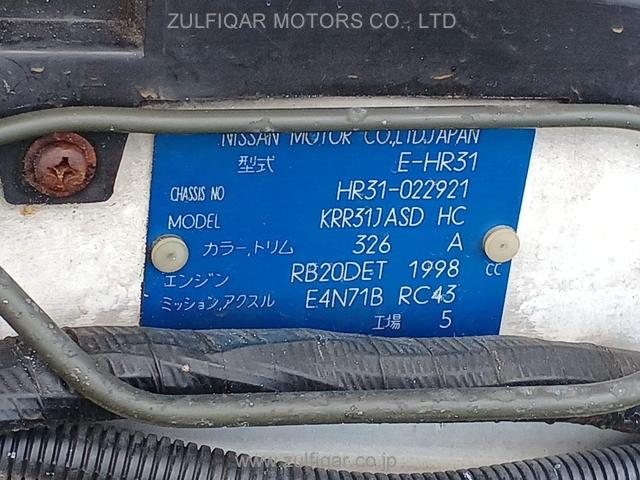 ZULFIQAR MOTORS CO., LTD
NISSAN MOTOR CO.,LTD.JAPAN
型式 E-HR31
CHASSIS NO HR31-022921
MODEL KRR31JASD HC
カラー,トリム 326 A
エンジン RB20DET 1998 CC
ミッション,アクスル E4N71B RC43
工場 5
www.zulfiqar.co.jp